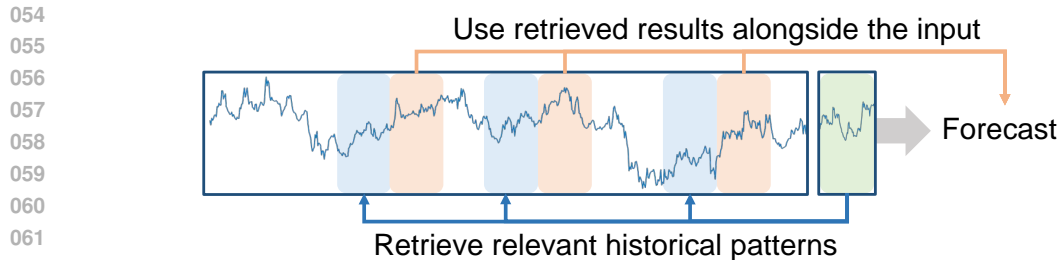 054
055
056
057
058
059
060
061
Use retrieved results alongside the input
Forecast
Retrieve relevant historical patterns